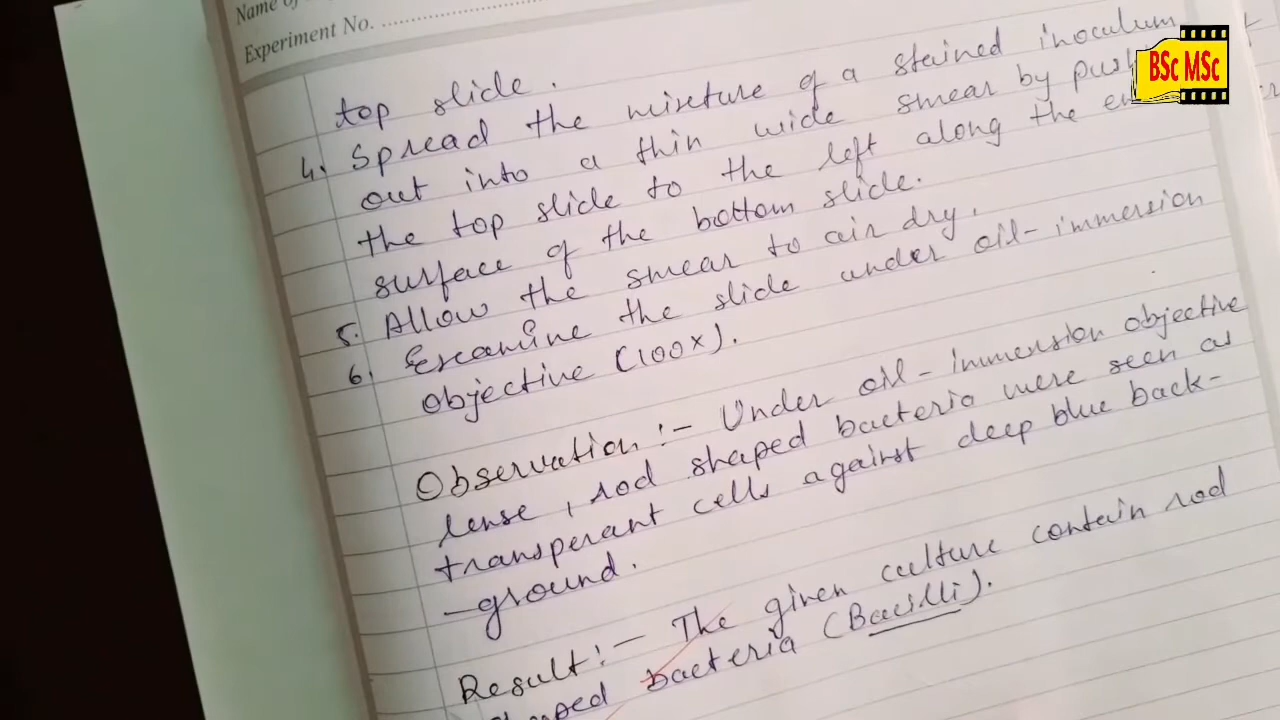 Name of
Experiment No.
BSc MSc
top slide.
4. Spread the mixture of a stained inoculum
out into a thin wide smear by
the top slide to the left along the
surface of the bottom slide.
5. Allow the smear to air dry.
6. Examine the slide under oil-immersion
objective (100x).
Observation :- Under oil-immersion objective
lense, rod shaped bacteria were seen as
transperant cells against deep blue back-
-ground.
Result :- The given culture contain rod
bacteria (Bacilli).